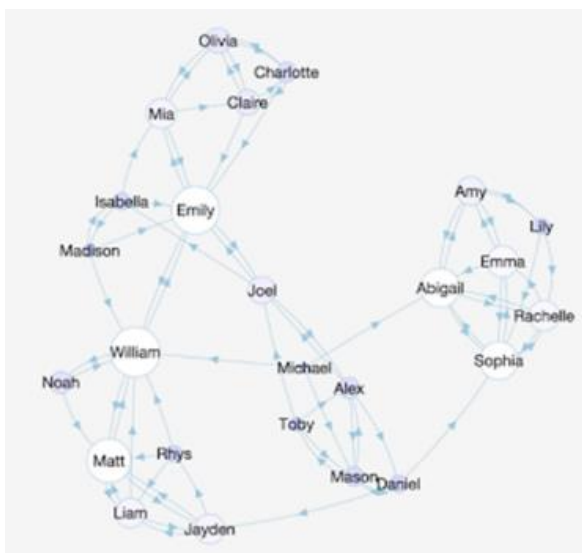 Olivia
Charlotte
Claire
Mia
Amy
Isabella
Emily
Lily
Madison
Emma
Joel
Abigail
Rachelle
William
Sophia
Michael
Noah
Alex
Toby
Rhys
Matt
Mason
Daniel
Liam
Jayden